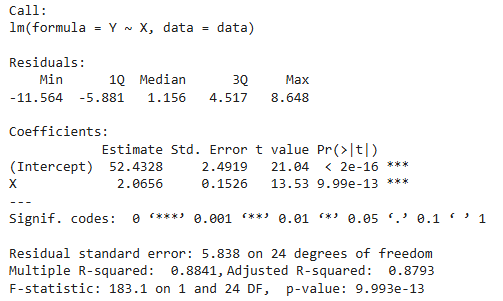 Call:
lm(formula = Y ~ X, data = data)
Residuals:
Min 1Q Median 3Q Max
-11.564 -5.881 1.156 4.517 8.648
Coefficients:
Estimate Std. Error t value Pr(>|t|)
(Intercept) 52.4328 2.4919 21.04 < 2e-16 ***
X 2.0656 0.1526 13.53 9.99e-13 ***
---
Signif. codes: 0 ‘***’ 0.001 ‘**’ 0.01 ‘*’ 0.05 ‘.’ 0.1 ‘ ’ 1
Residual standard error: 5.838 on 24 degrees of freedom
Multiple R-squared: 0.8841, Adjusted R-squared: 0.8793
F-statistic: 183.1 on 1 and 24 DF, p-value: 9.993e-13